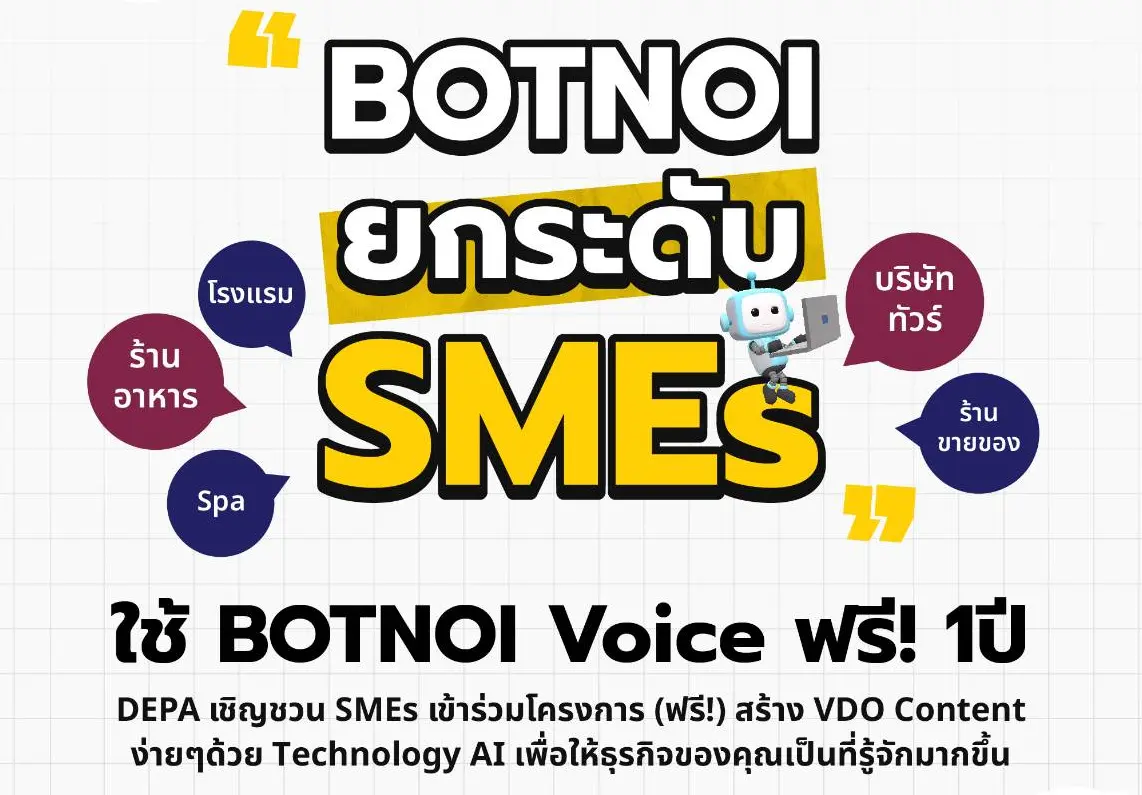 BOTNOI
ยกระดับ
SMEs
โรงแรม
ร้าน
อาหาร
Spa
บริษัท
ทัวร์
ร้าน
ขายของ
ใช้ BOTNOI Voice ฟรี! 1ปี
DEPA เชิญชวน SMEs เข้าร่วมโครงการ (ฟรี!) สร้าง VDO Content
ง่ายๆด้วย Technology AI เพื่อให้ธุรกิจของคุณเป็นที่รู้จักมากขึ้น